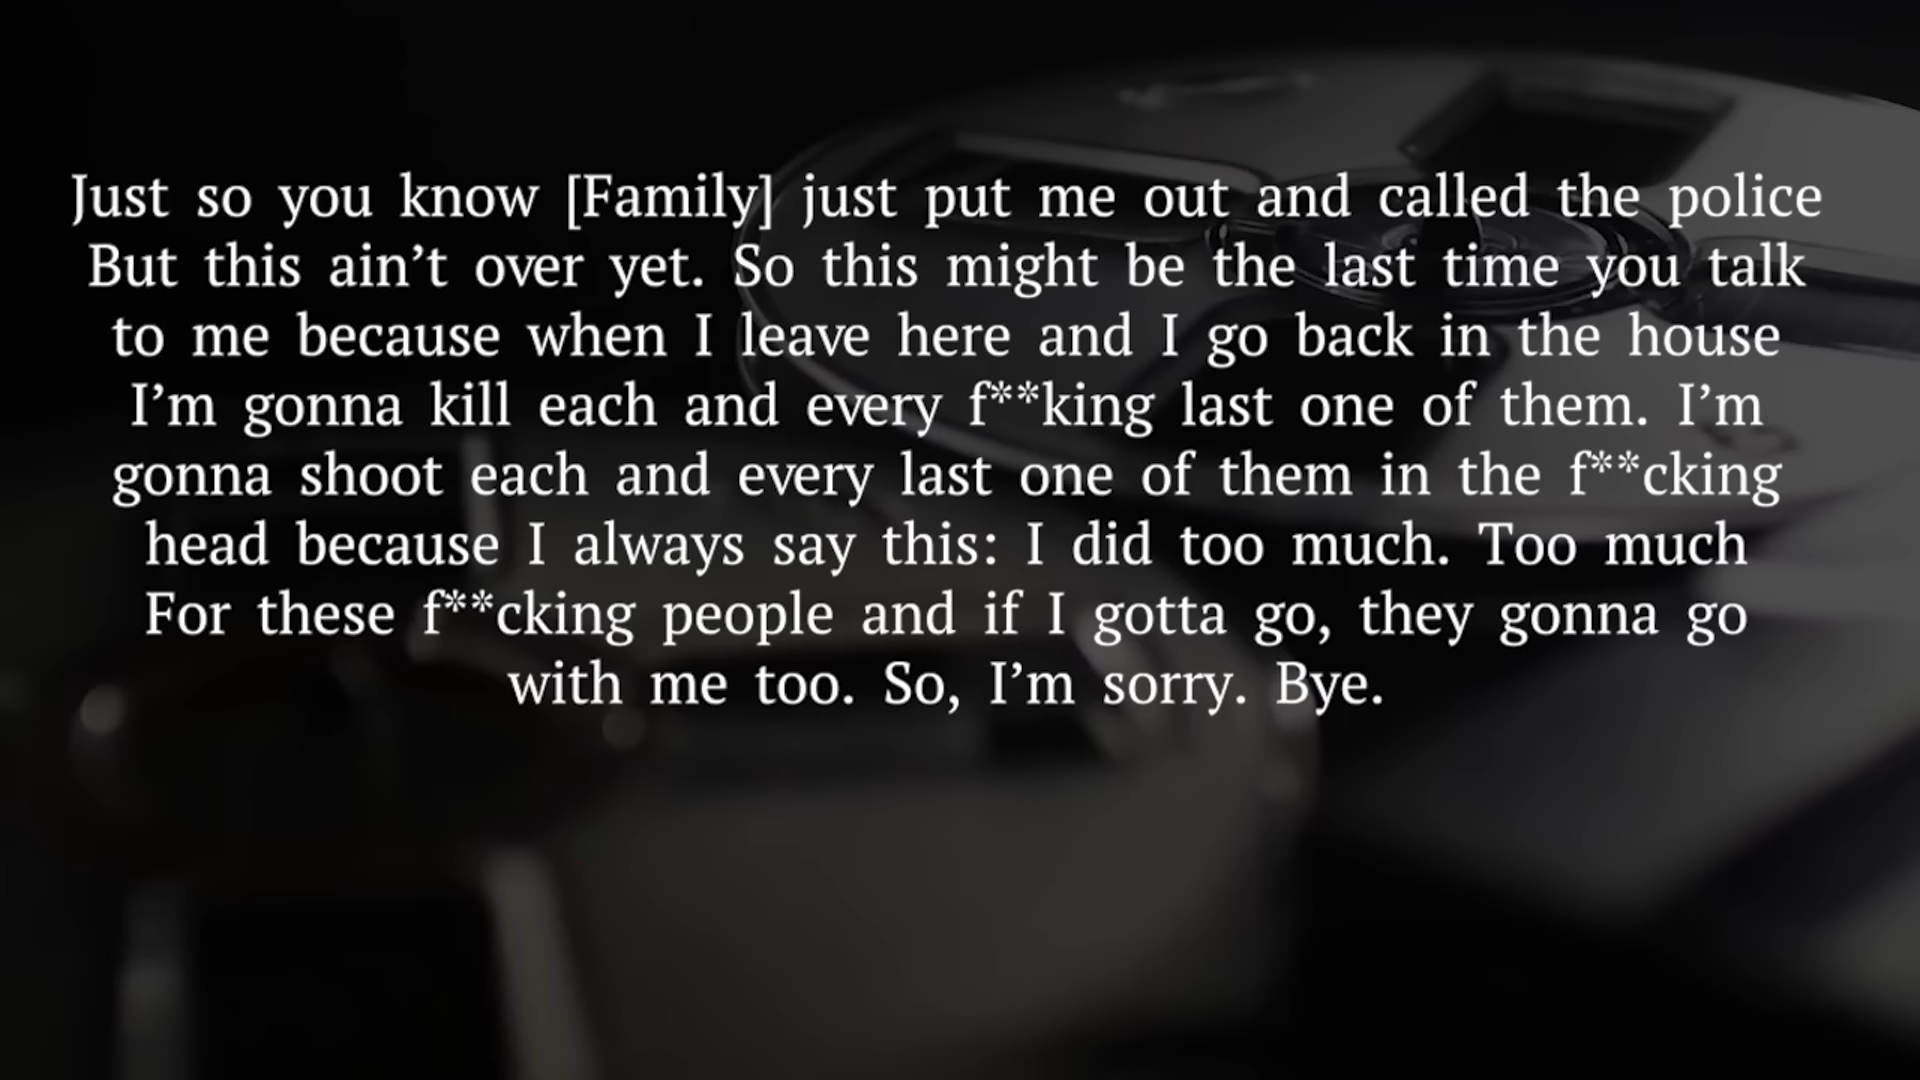 Just so you know [Family] just put me out and called the police
But this ain’t over yet. So this might be the last time you talk
to me because when I leave here and I go back in the house
I’m gonna kill each and every f**king last one of them. I’m
gonna shoot each and every last one of them in the f**cking
head because I always say this: I did too much. Too much
For these f**cking people and if I gotta go, they gonna go
with me too. So, I’m sorry. Bye.